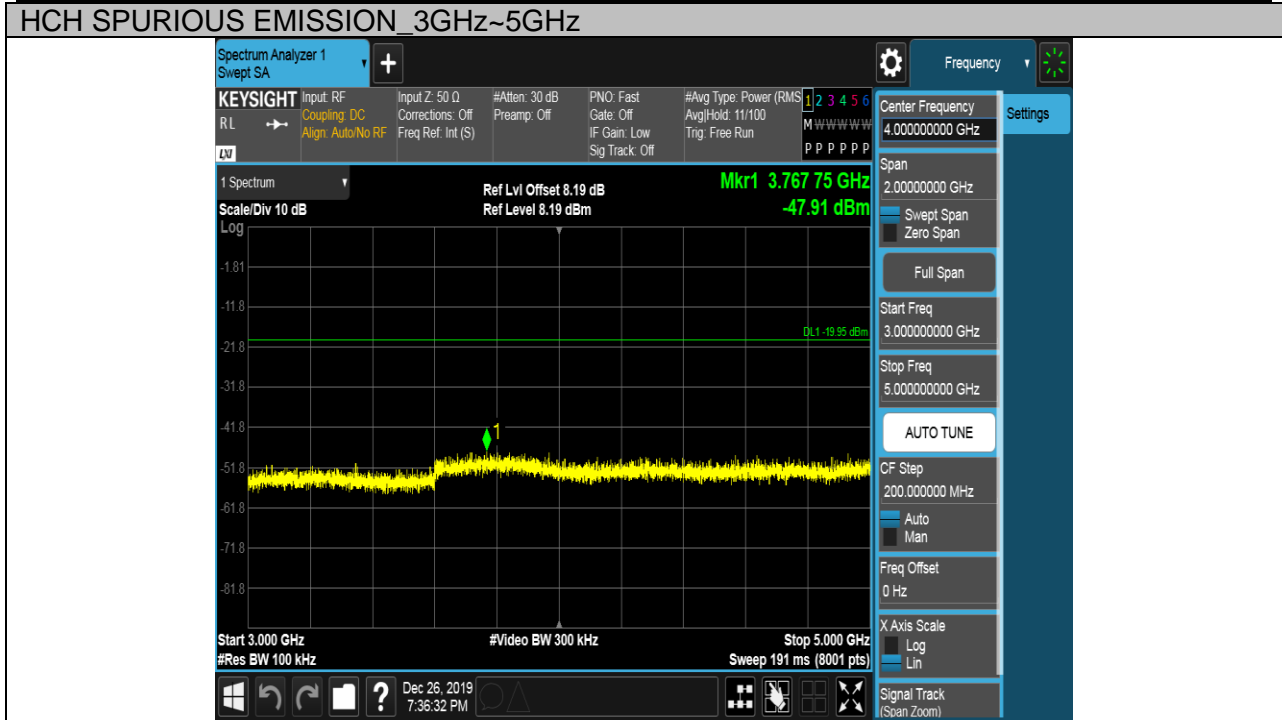 HCH SPURIOUS EMISSION_3GHz~5GHz
Spectrum Analyzer 1
Swept SA
Frequency
KEYSIGHT
RL
LXI
Input: RF
Coupling: DC
Align: Auto/No RF
Input Z: 50 Ω
Corrections: Off
Freq Ref: Int (S)
#Atten: 30 dB
Preamp: Off
PNO: Fast
Gate: Off
IF Gain: Low
Sig Track: Off
#Avg Type: Power (RMS
Avg|Hold: 11/100
Trig: Free Run
1 2 3 4 5 6
M W W W W W
P P P P P P
1 Spectrum
Scale/Div 10 dB
Log
Ref Lvl Offset 8.19 dB
Ref Level 8.19 dBm
Mkr1 3.767 75 GHz
-47.91 dBm
-1.81
-11.8
DL1 -19.95 dBm
-21.8
-31.8
-41.8
1
-51.8
-61.8
-71.8
-81.8
Start 3.000 GHz
#Res BW 100 kHz
#Video BW 300 kHz
Stop 5.000 GHz
Sweep 191 ms (8001 pts)
Center Frequency
4.000000000 GHz
Settings
Span
2.00000000 GHz
Swept Span
Zero Span
Full Span
Start Freq
3.000000000 GHz
Stop Freq
5.000000000 GHz
AUTO TUNE
CF Step
200.000000 MHz
Auto
Man
Freq Offset
0 Hz
X Axis Scale
Log
Lin
Signal Track
(Span Zoom)
?
Dec 26, 2019
7:36:32 PM